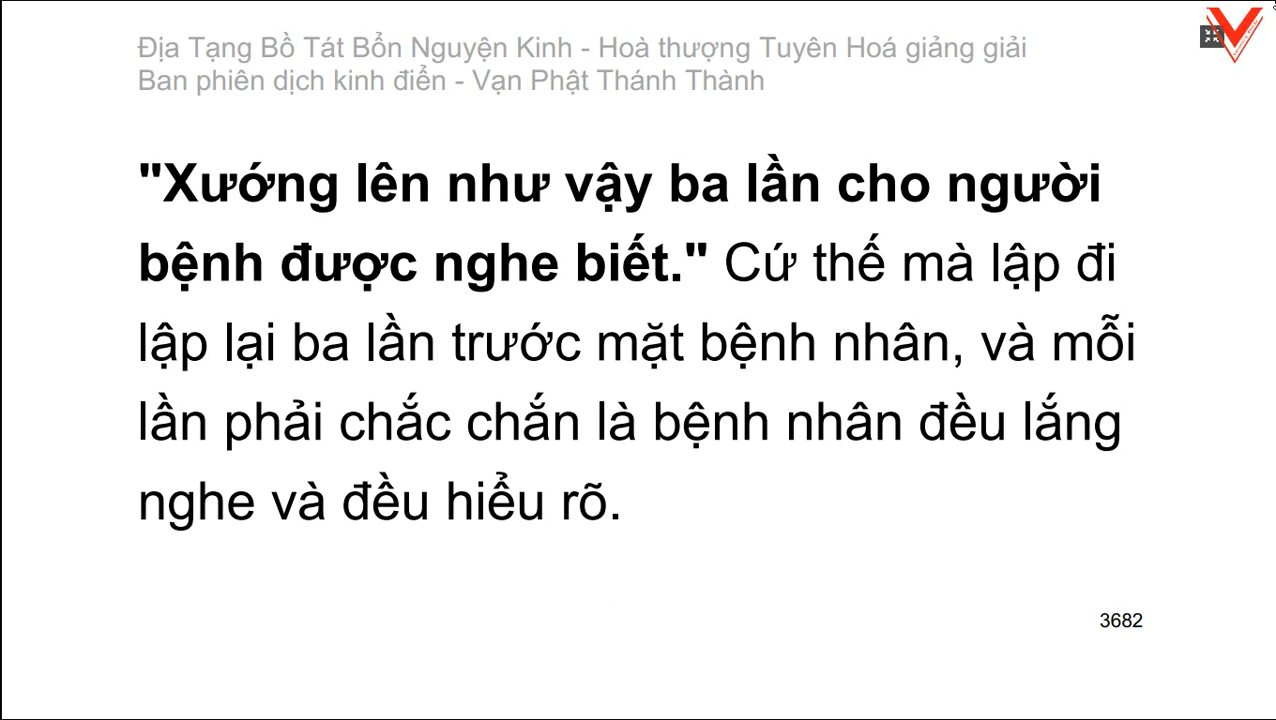 Địa Tạng Bồ Tát Bổn Nguyện Kinh - Hoà thượng Tuyên Hoá giảng giải
Ban phiên dịch kinh điển - Vạn Phật Thánh Thành
"Xướng lên như vậy ba lần cho người
bệnh được nghe biết." Cứ thế mà lập đi
lập lại ba lần trước mặt bệnh nhân, và mỗi
lần phải chắc chắn là bệnh nhân đều lắng
nghe và đều hiểu rõ.
3682